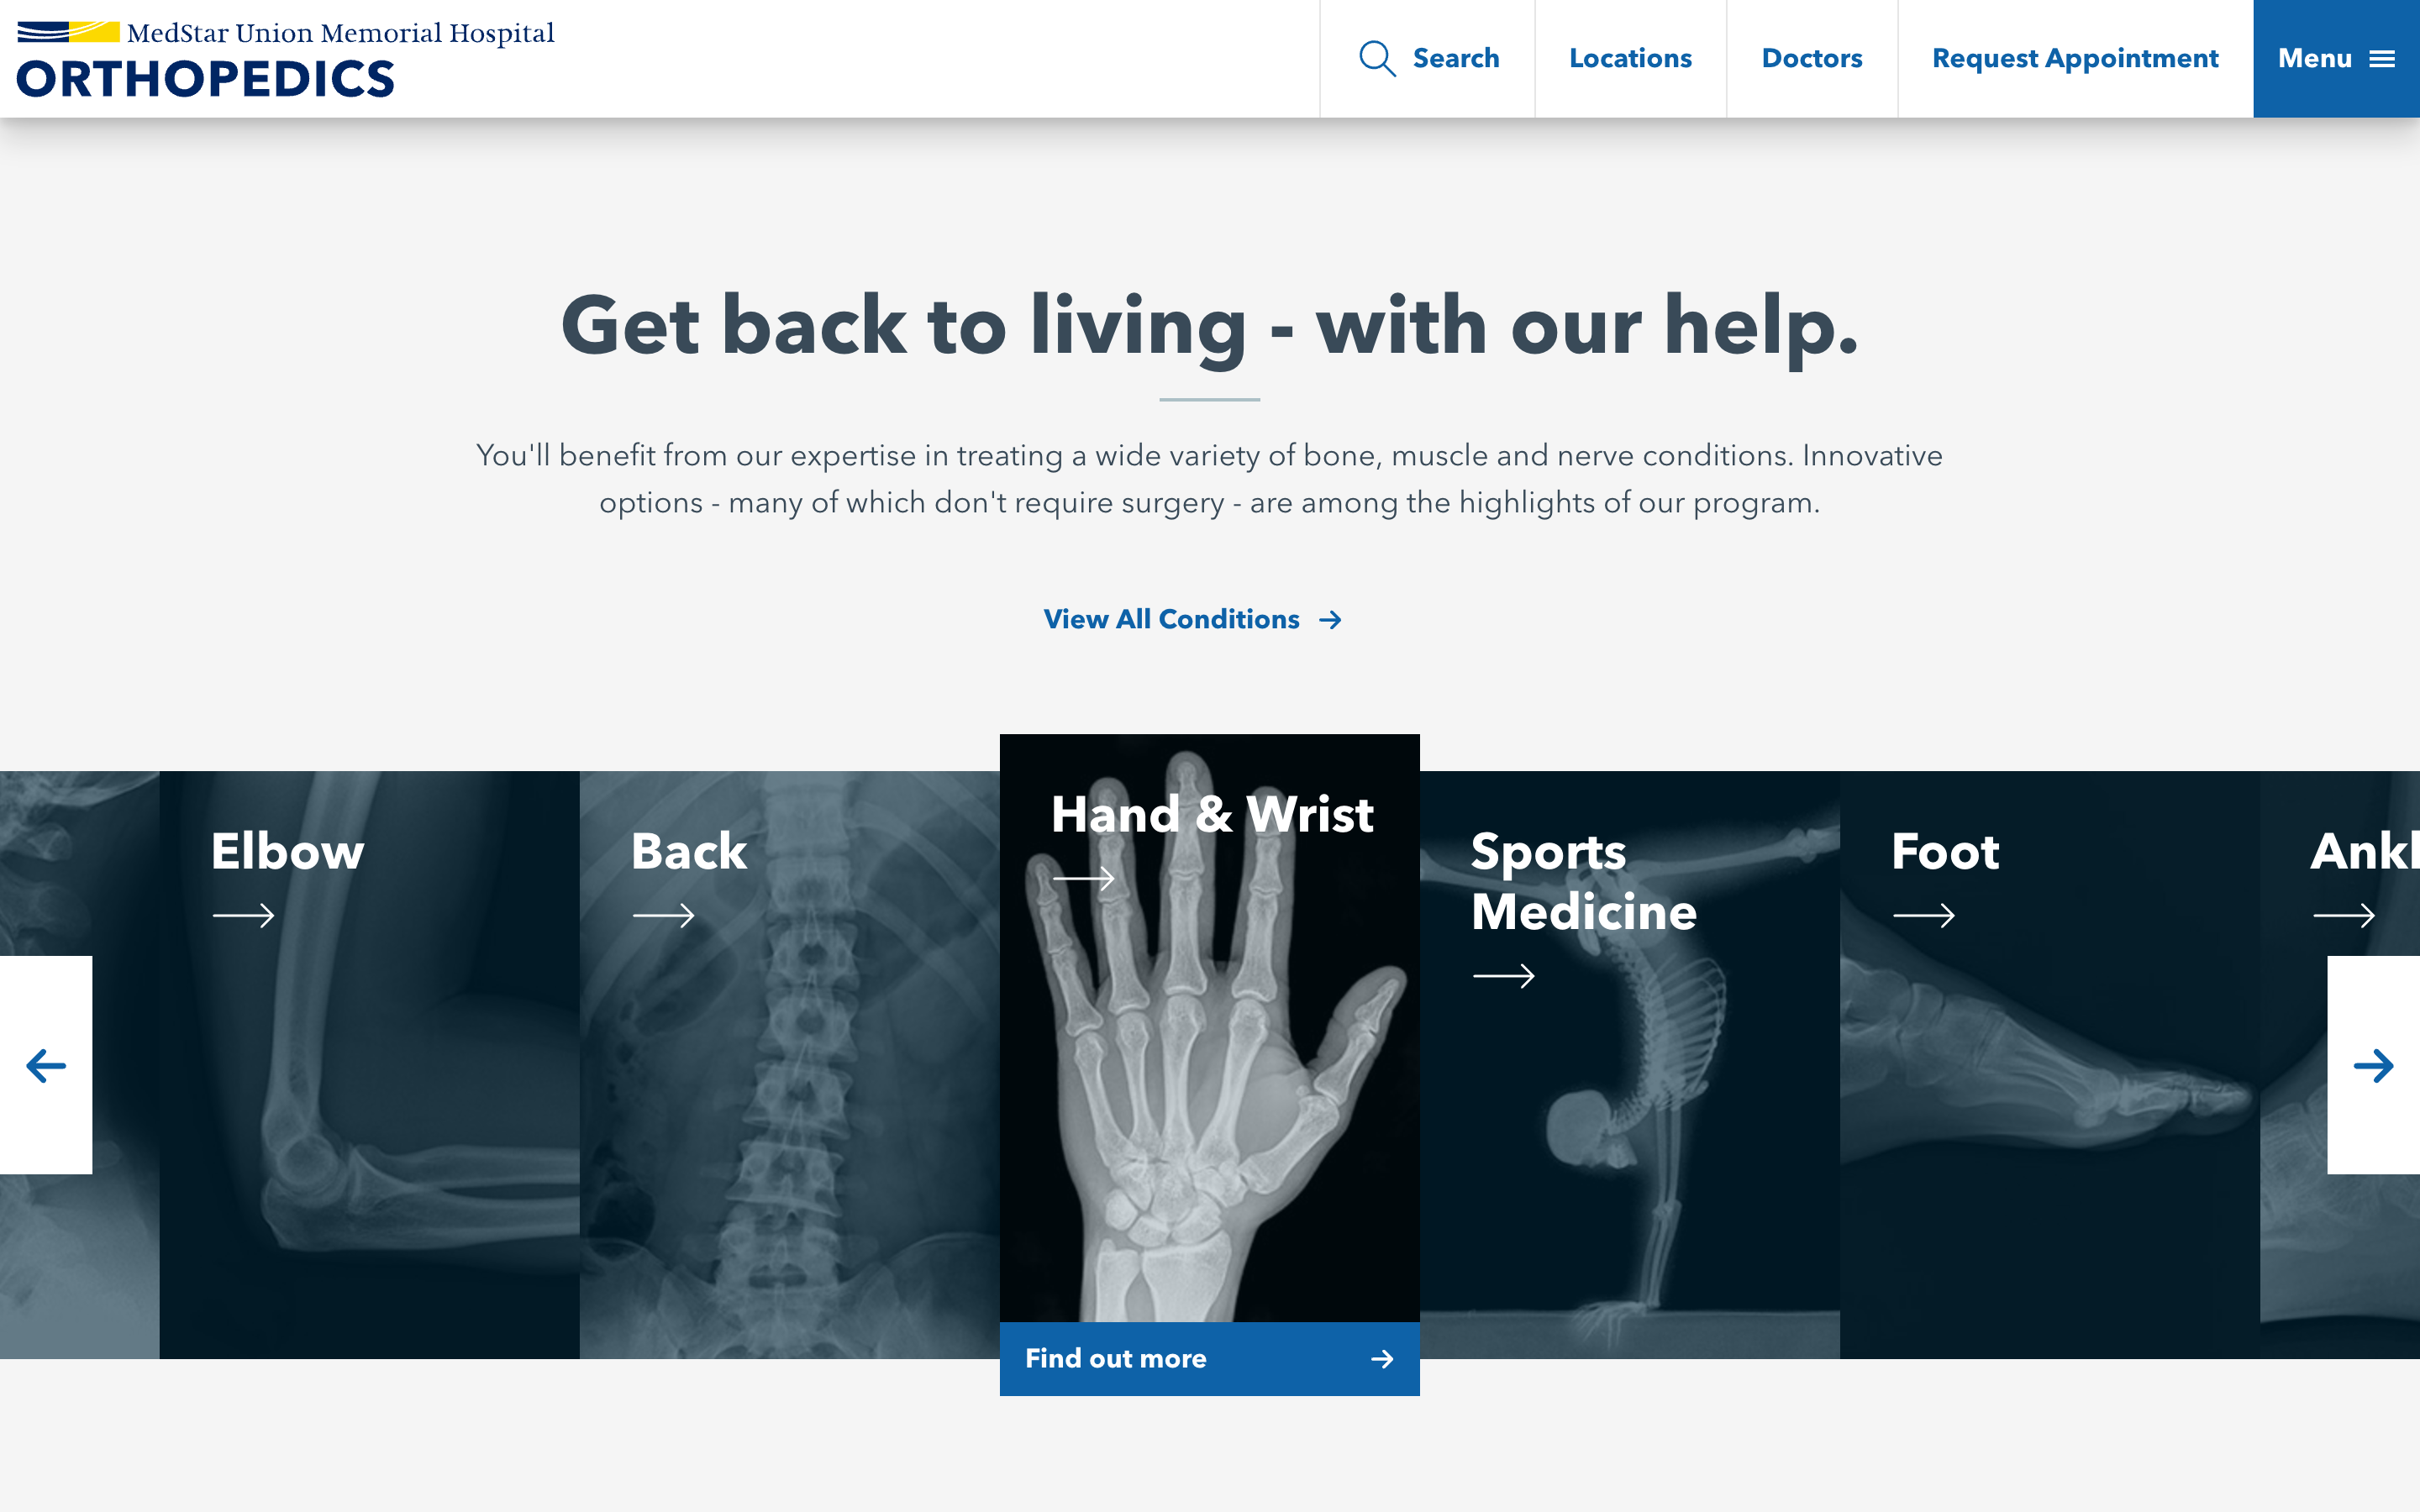 MedStar Union Memorial Hospital
ORTHOPEDICS
Search
Locations
Doctors
Request Appointment
Menu
Get back to living - with our help.
You'll benefit from our expertise in treating a wide variety of bone, muscle and nerve conditions. Innovative
options - many of which don't require surgery - are among the highlights of our program.
View All Conditions
Elbow
Back
Hand & Wrist
Find out more
Sports
Medicine
Foot
Ankl